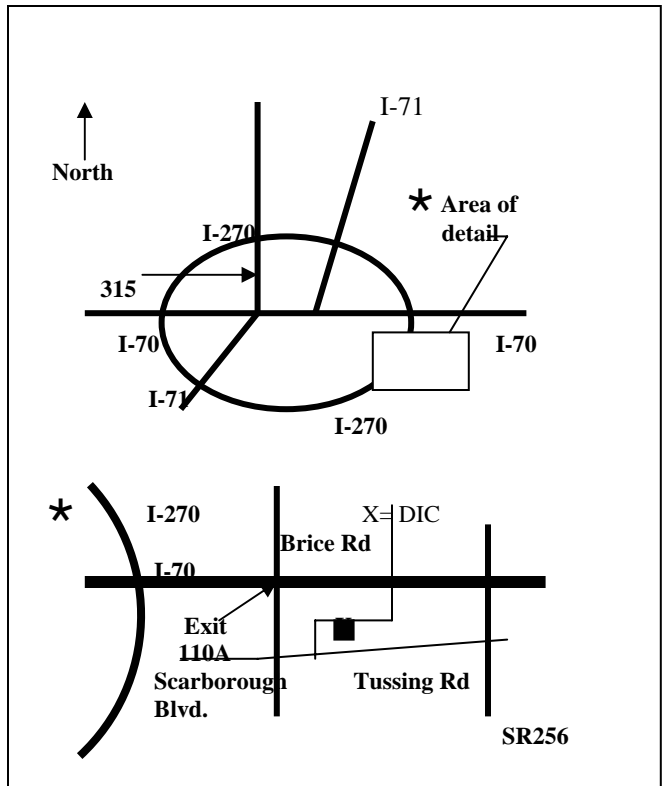 I-71
North
* Area of
detail
I-270
315
I-70
I-70
I-71
I-270
*
I-270
X= DIC
Brice Rd
I-70
Exit
110A
Scarborough
Blvd.
Tussing Rd
SR256